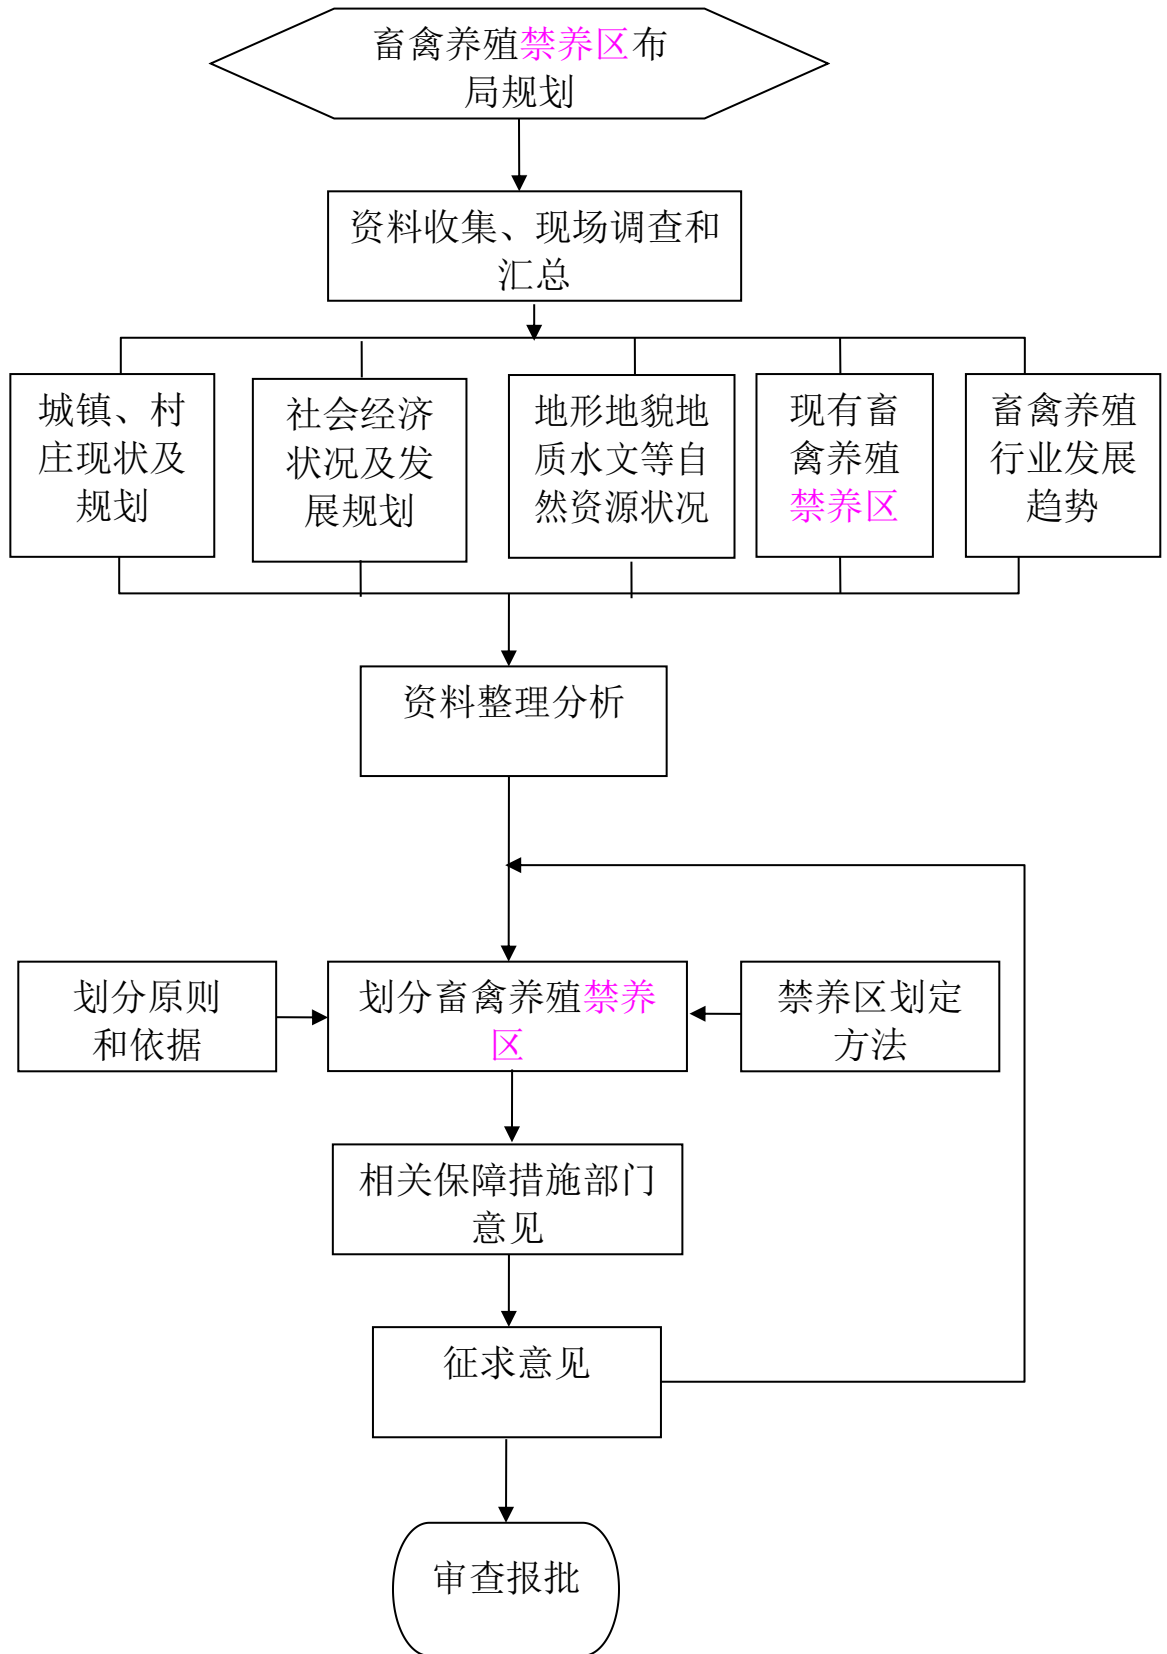 畜禽养殖禁养区布
局规划
资料收集、现场调查和
汇总
城镇、村
庄现状及
规划
社会经济
状况及发
展规划
地形地貌地
质水文等自
然资源状况
现有畜
禽养殖
禁养区
畜禽养殖
行业发展
趋势
资料整理分析
划分原则
和依据
划分畜禽养殖禁养
区
禁养区划定
方法
相关保障措施部门
意见
征求意见
审查报批